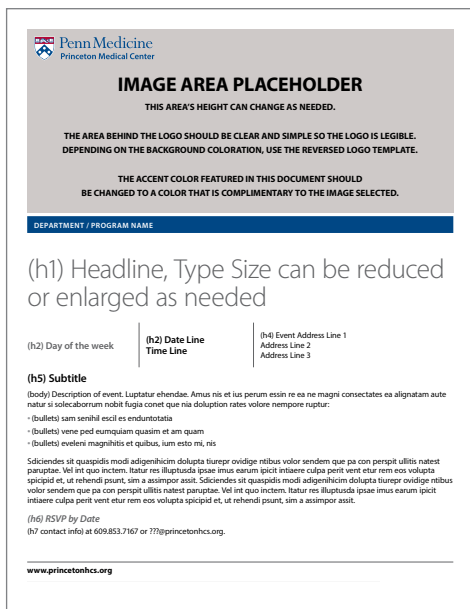 Penn Medicine
Princeton Medical Center
IMAGE AREA PLACEHOLDER
THIS AREA'S HEIGHT CAN CHANGE AS NEEDED.
THE AREA BEHIND THE LOGO SHOULD BE CLEAR AND SIMPLE SO THE LOGO IS LEGIBLE.
DEPENDING ON THE BACKGROUND COLORATION, USE THE REVERSED LOGO TEMPLATE.
THE ACCENT COLOR FEATURED IN THIS DOCUMENT SHOULD
BE CHANGED TO A COLOR THAT IS COMPLIMENTARY TO THE IMAGE SELECTED.
DEPARTMENT / PROGRAM NAME
(h1) Headline, Type Size can be reduced
or enlarged as needed
(h2) Day of the week
(h2) Date Line
Time Line
(h4) Event Address Line 1
Address Line 2
Address Line 3
(h5) Subtitle
(body) Description of event. Luptatur ehendae. Amus nis et ius perum essin re ea ne magni consectates ea alignatam aute
natur si solecaborrum nobit fugia conet que nia doluption rates volore nempore ruptur:
• (bullets) sam senihil escil es enduntotatia
• (bullets) vene ped eumquiam quasim et am quam
• (bullets) eveleni magnihitis et quibus, ium esto mi, nis
Sdiciendes sit quaspidis modi adigenihicim dolupta tiurepr ovidige ntibus volor sendem que pa con perspit ullitis natest
paruptae. Vel int quo inctem. Itatur res illuptusda ipsae imus earum ipicit intiaere culpa perit vent etur rem eos volupta
spicipid et, ut rehendi psunt, sim a assimpor assit. Sdiciendes sit quaspidis modi adigenihicim dolupta tiurepr ovidige ntibus
volor sendem que pa con perspit ullitis natest paruptae. Vel int quo inctem. Itatur res illuptusda ipsae imus earum ipicit
intiaere culpa perit vent etur rem eos volupta spicipid et, ut rehendi psunt, sim a assimpor assit.
(h6) RSVP by Date
(h7 contact info) at 609.853.7167 or ???@princetonhcs.org.
www.princetonhcs.org